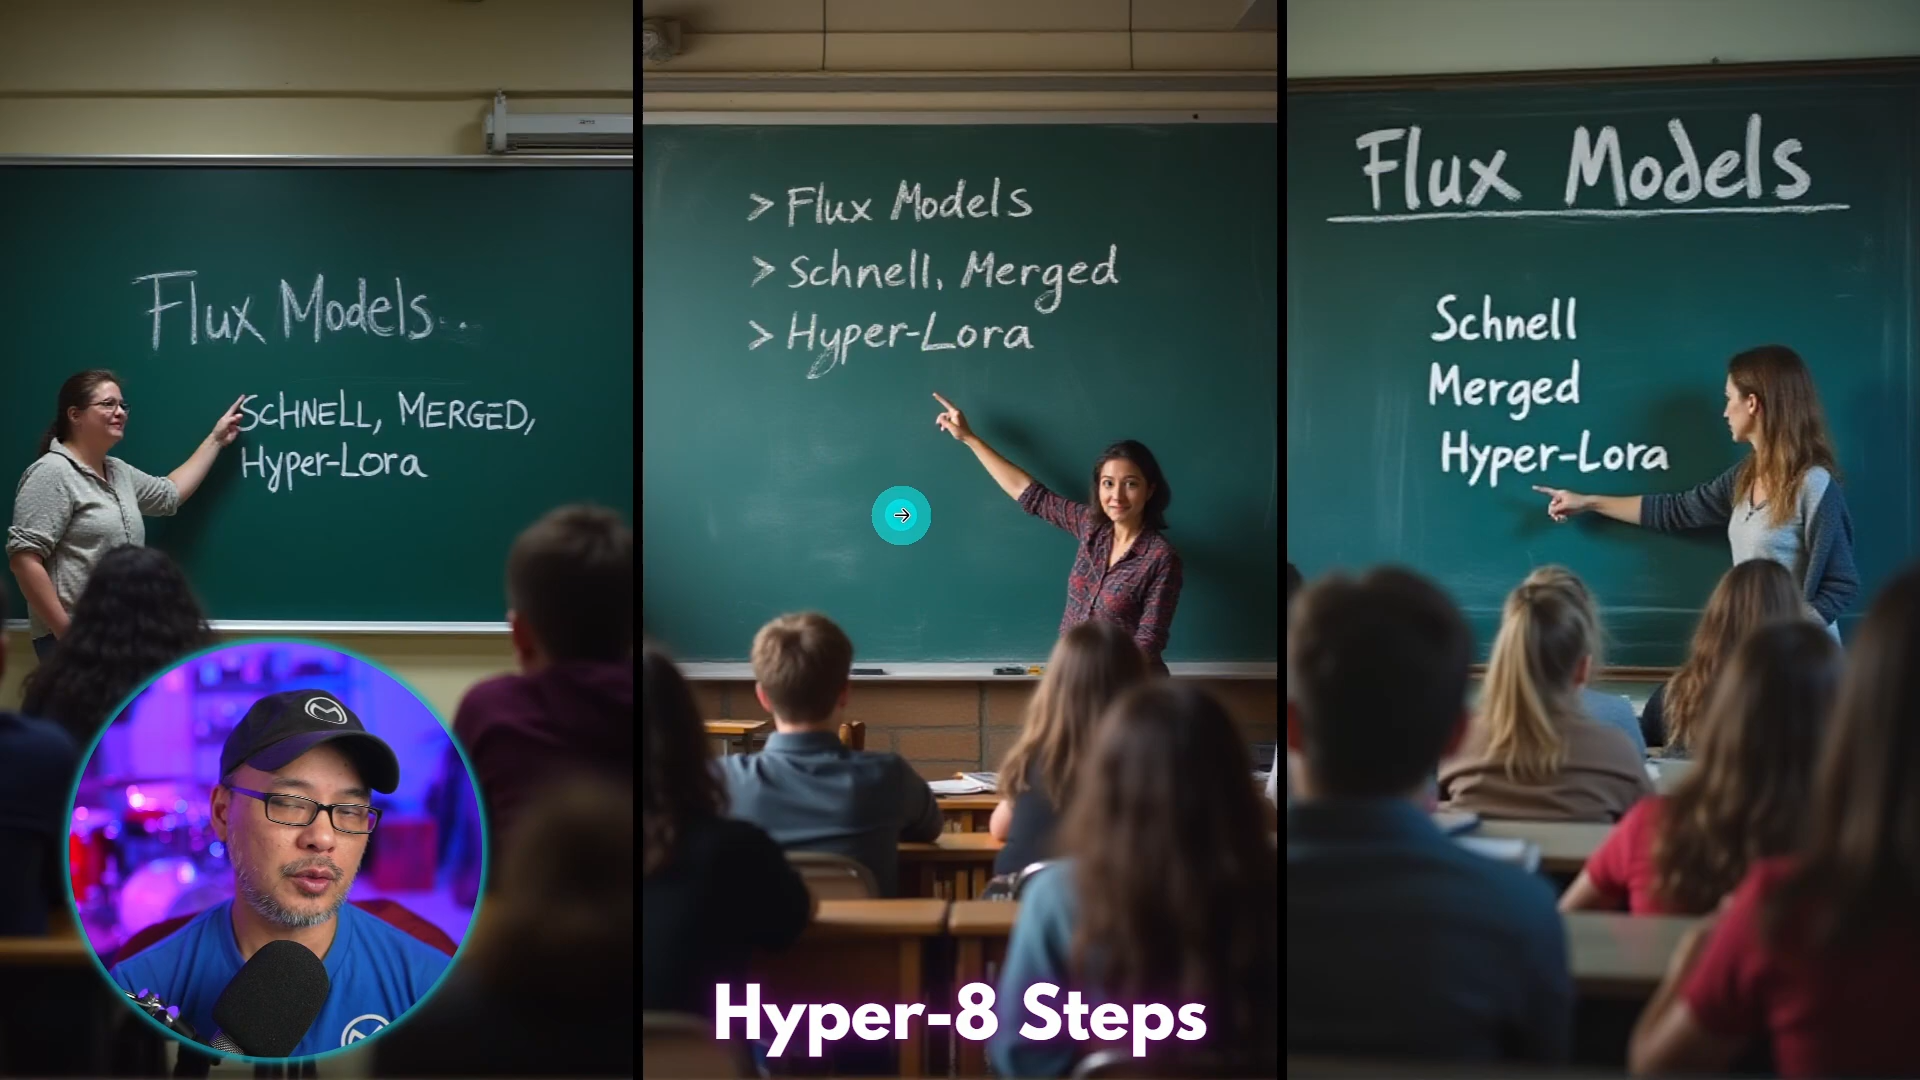 Flux Models..
SCHNELL, MERGED,
Hyper-Lora
> Flux Models
> Schnell, Merged
> Hyper-Lora
Flux Models
Schnell
Merged
Hyper-Lora
Hyper-8 Steps